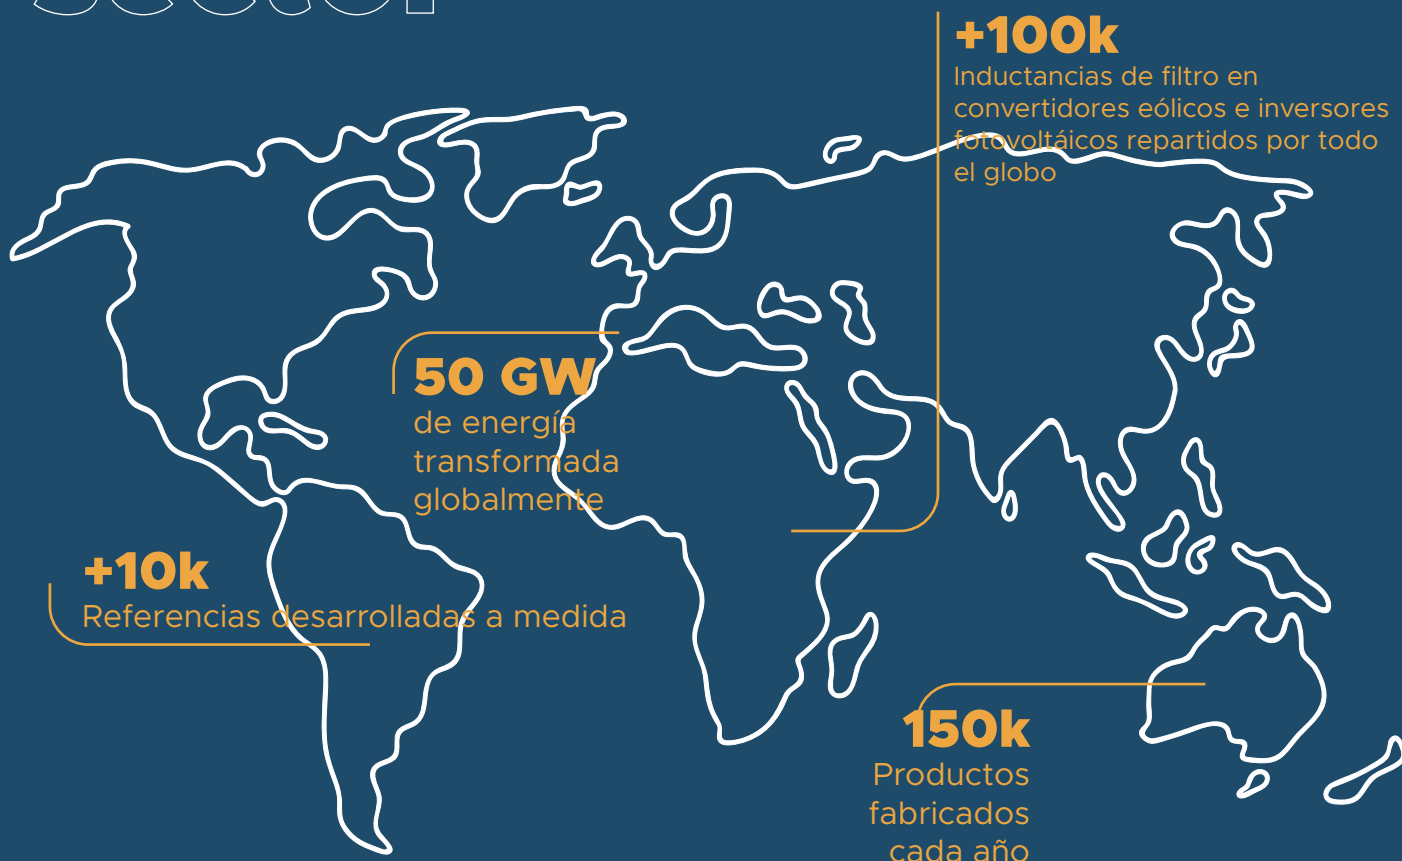 sector
+100k
Inductancias de filtro en
convertidores eólicos e inversores
fotovoltáicos repartidos por todo
el globo
50 GW
de energía
transformada
globalmente
+10k
Referencias desarrolladas a medida
150k
Productos
fabricados
cada año